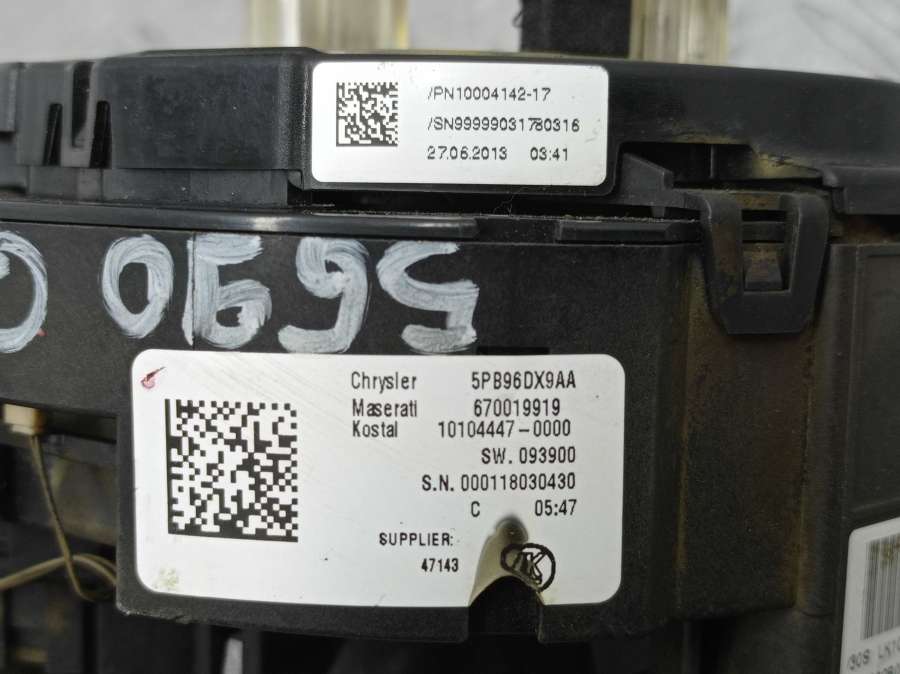 /PN10004142-17
/SN99999031780316
27.06.2013 03:41
5690
Chrysler 5PB96DX9AA
Maserati 670019919
Kostal 10104447-0000
SW. 093900
S.N. 000118030430
C 05:47
SUPPLIER:
47143